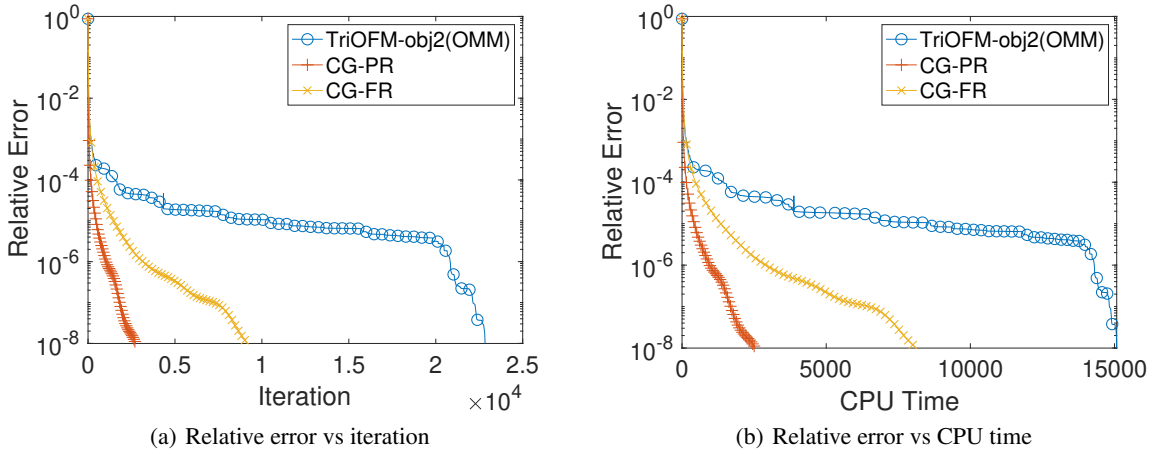 10^0
10^-2
10^-4
10^-6
10^-8
Relative Error
TriOFM-obj2(OMM)
CG-PR
CG-FR
0 0.5 1 1.5 2 2.5
Iteration
×10^4
(a) Relative error vs iteration
10^0
10^-2
10^-4
10^-6
10^-8
Relative Error
TriOFM-obj2(OMM)
CG-PR
CG-FR
0 5000 10000 15000
CPU Time
(b) Relative error vs CPU time